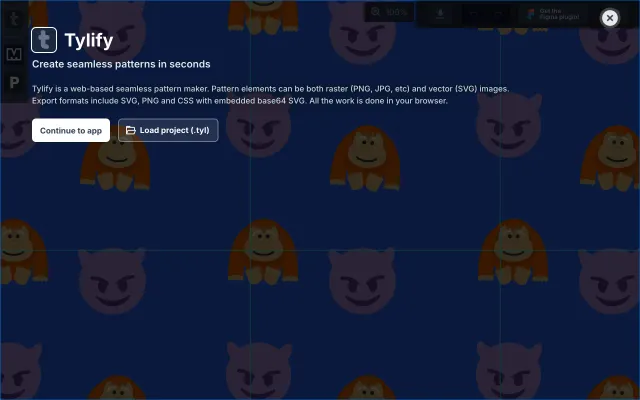 100%
Get the
Figma plugin!
t
Tylify
Create seamless patterns in seconds
Tylify is a web-based seamless pattern maker. Pattern elements can be both raster (PNG, JPG, etc) and vector (SVG) images.
Export formats include SVG, PNG and CSS with embedded base64 SVG. All the work is done in your browser.
Continue to app
Load project (.tyl)
t
M
P